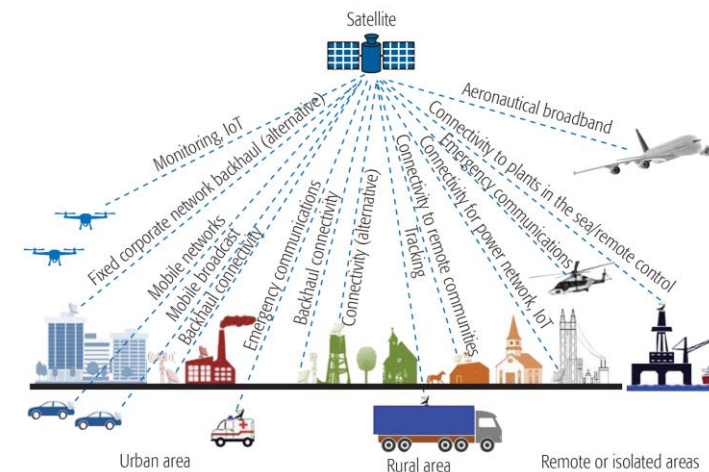 Satellite
Monitoring, IoT
Fixed corporate network backhaul (alternative)
Mobile networks
Mobile broadcast
Backhaul connectivity
Emergency communications
Backhaul connectivity
Connectivity (alternative)
Tracking
Connectivity to remote communities
Connectivity for power network, IoT
Emergency communications
Connectivity to plants in the sea/remote control
Aeronautical broadband
Urban area
Rural area
Remote or isolated areas